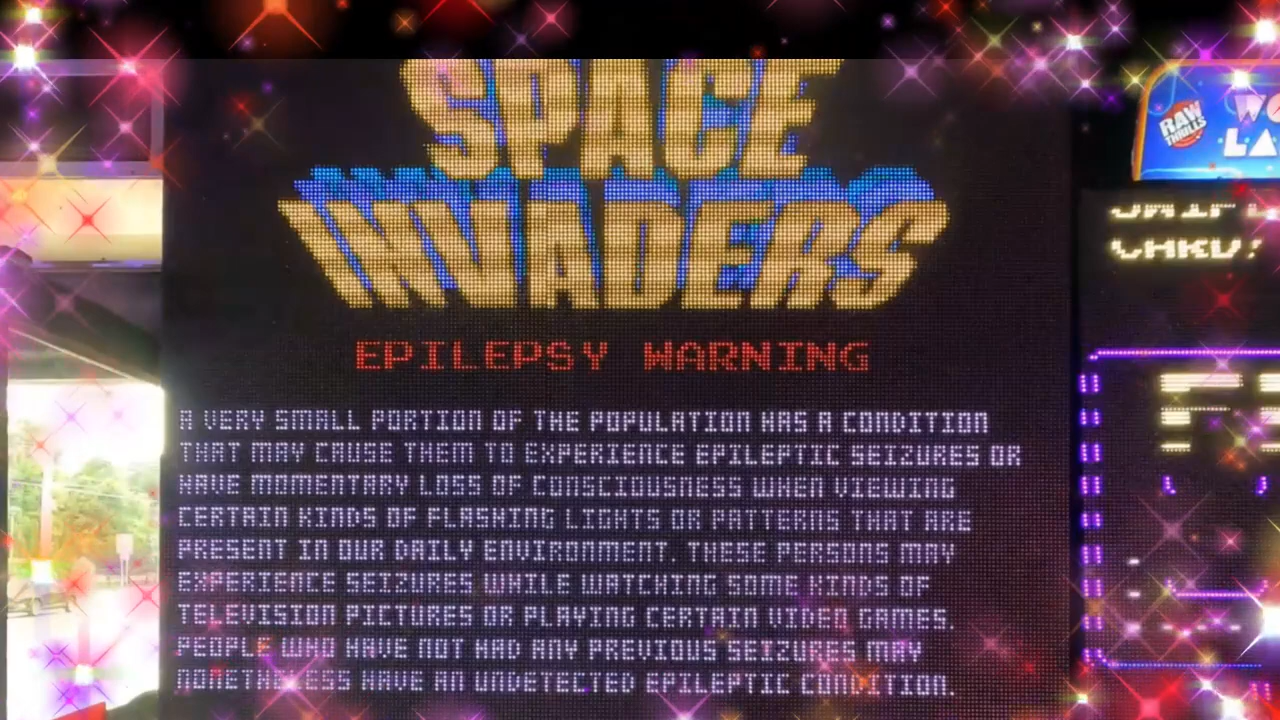 SPACE
INVADERS
RAW
THRILLS
EPILEPSY WARNING
A VERY SMALL PORTION OF THE POPULATION HAS A CONDITION
THAT MAY CAUSE THEM TO EXPERIENCE EPILEPTIC SEIZURES OR
HAVE MOMENTARY LOSS OF CONSCIOUSNESS WHEN VIEWING
CERTAIN KINDS OF FLASHING LIGHTS OR PATTERNS THAT ARE
PRESENT IN OUR DAILY ENVIRONMENT. THESE PERSONS MAY
EXPERIENCE SEIZURES WHILE WATCHING SOME KINDS OF
TELEVISION PICTURES OR PLAYING CERTAIN VIDEO GAMES.
PEOPLE WHO HAVE NOT HAD ANY PREVIOUS SEIZURES MAY
NONETHELESS HAVE AN UNDETECTED EPILEPTIC CONDITION.